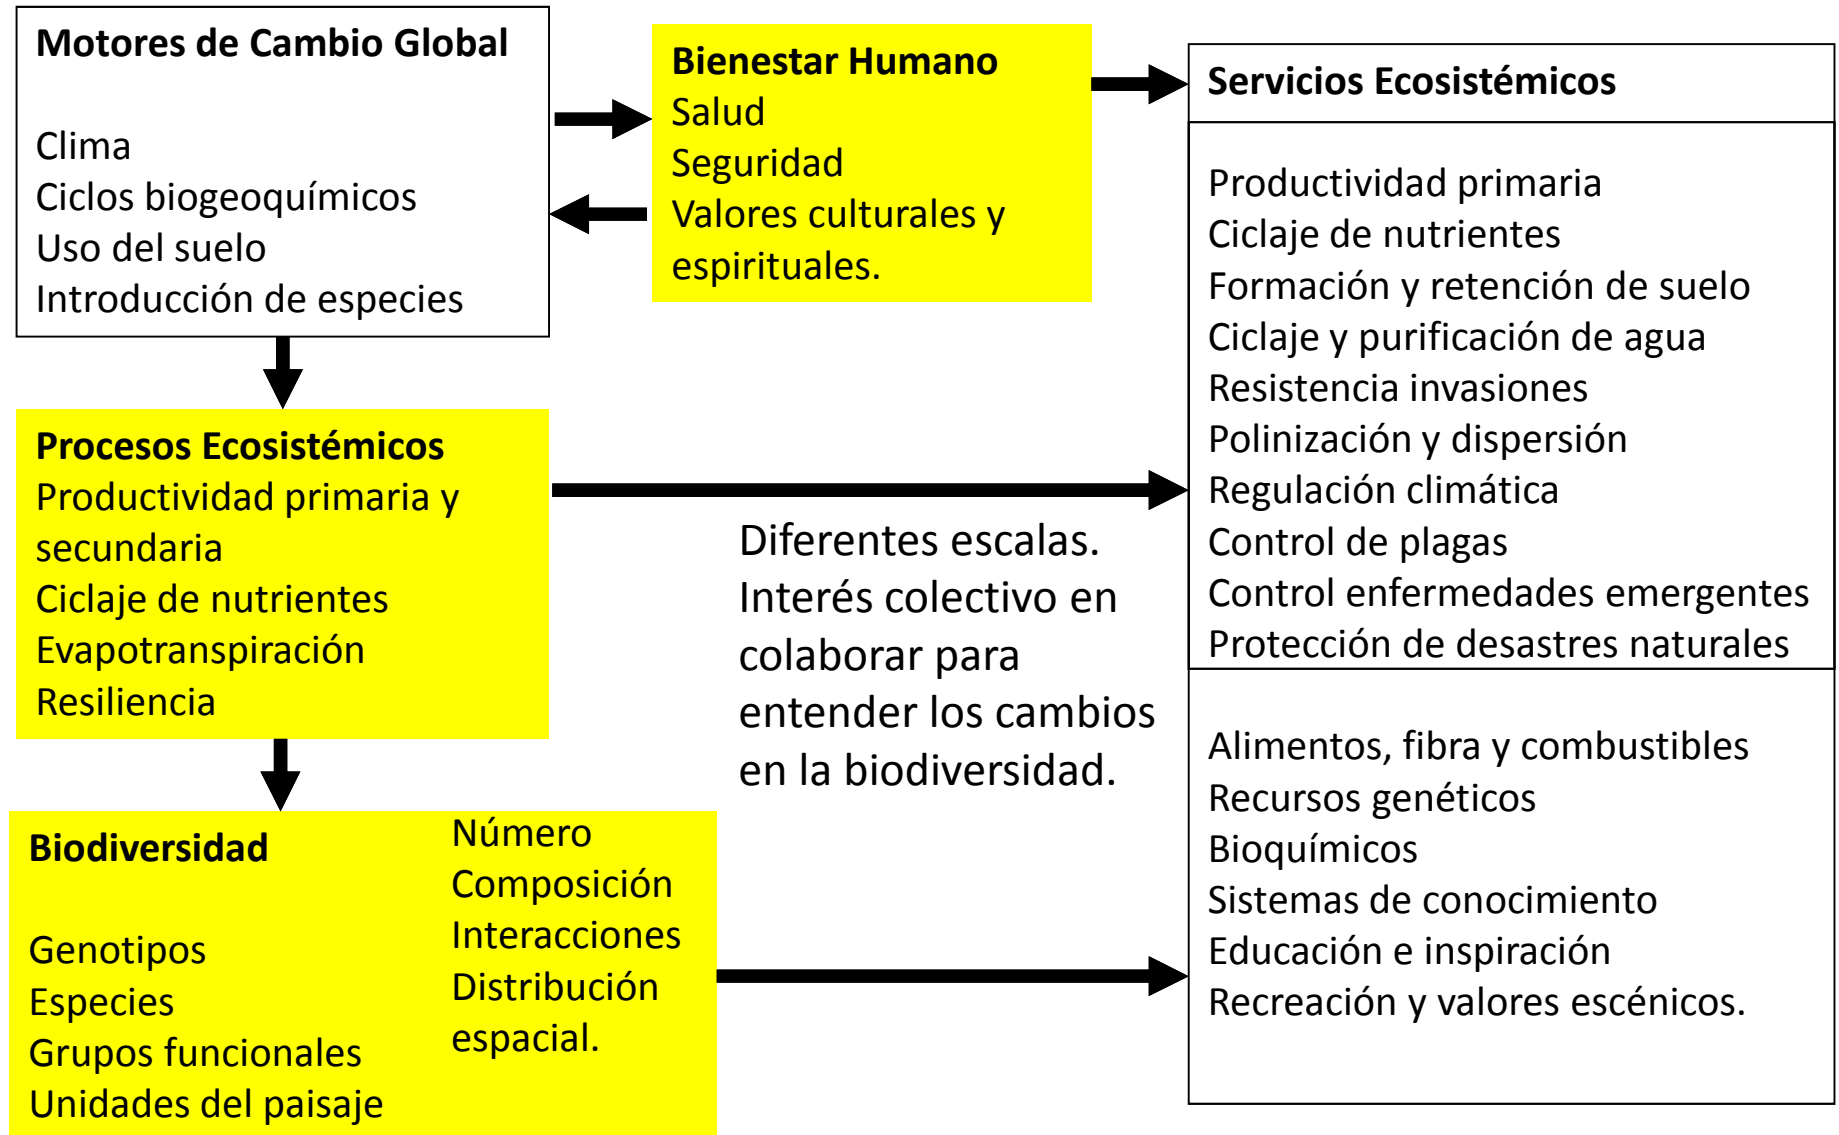 Motores de Cambio Global
Clima
Ciclos biogeoquímicos
Uso del suelo
Introducción de especies
Bienestar Humano
Salud
Seguridad
Valores culturales y
espirituales.
Servicios Ecosistémicos
Productividad primaria
Ciclaje de nutrientes
Formación y retención de suelo
Ciclaje y purificación de agua
Resistencia invasiones
Polinización y dispersión
Regulación climática
Control de plagas
Control enfermedades emergentes
Protección de desastres naturales
Alimentos, fibra y combustibles
Recursos genéticos
Bioquímicos
Sistemas de conocimiento
Educación e inspiración
Recreación y valores escénicos.
Procesos Ecosistémicos
Productividad primaria y
secundaria
Ciclaje de nutrientes
Evapotranspiración
Resiliencia
Diferentes escalas.
Interés colectivo en
colaborar para
entender los cambios
en la biodiversidad.
Biodiversidad
Genotipos
Especies
Grupos funcionales
Unidades del paisaje
Número
Composición
Interacciones
Distribución
espacial.